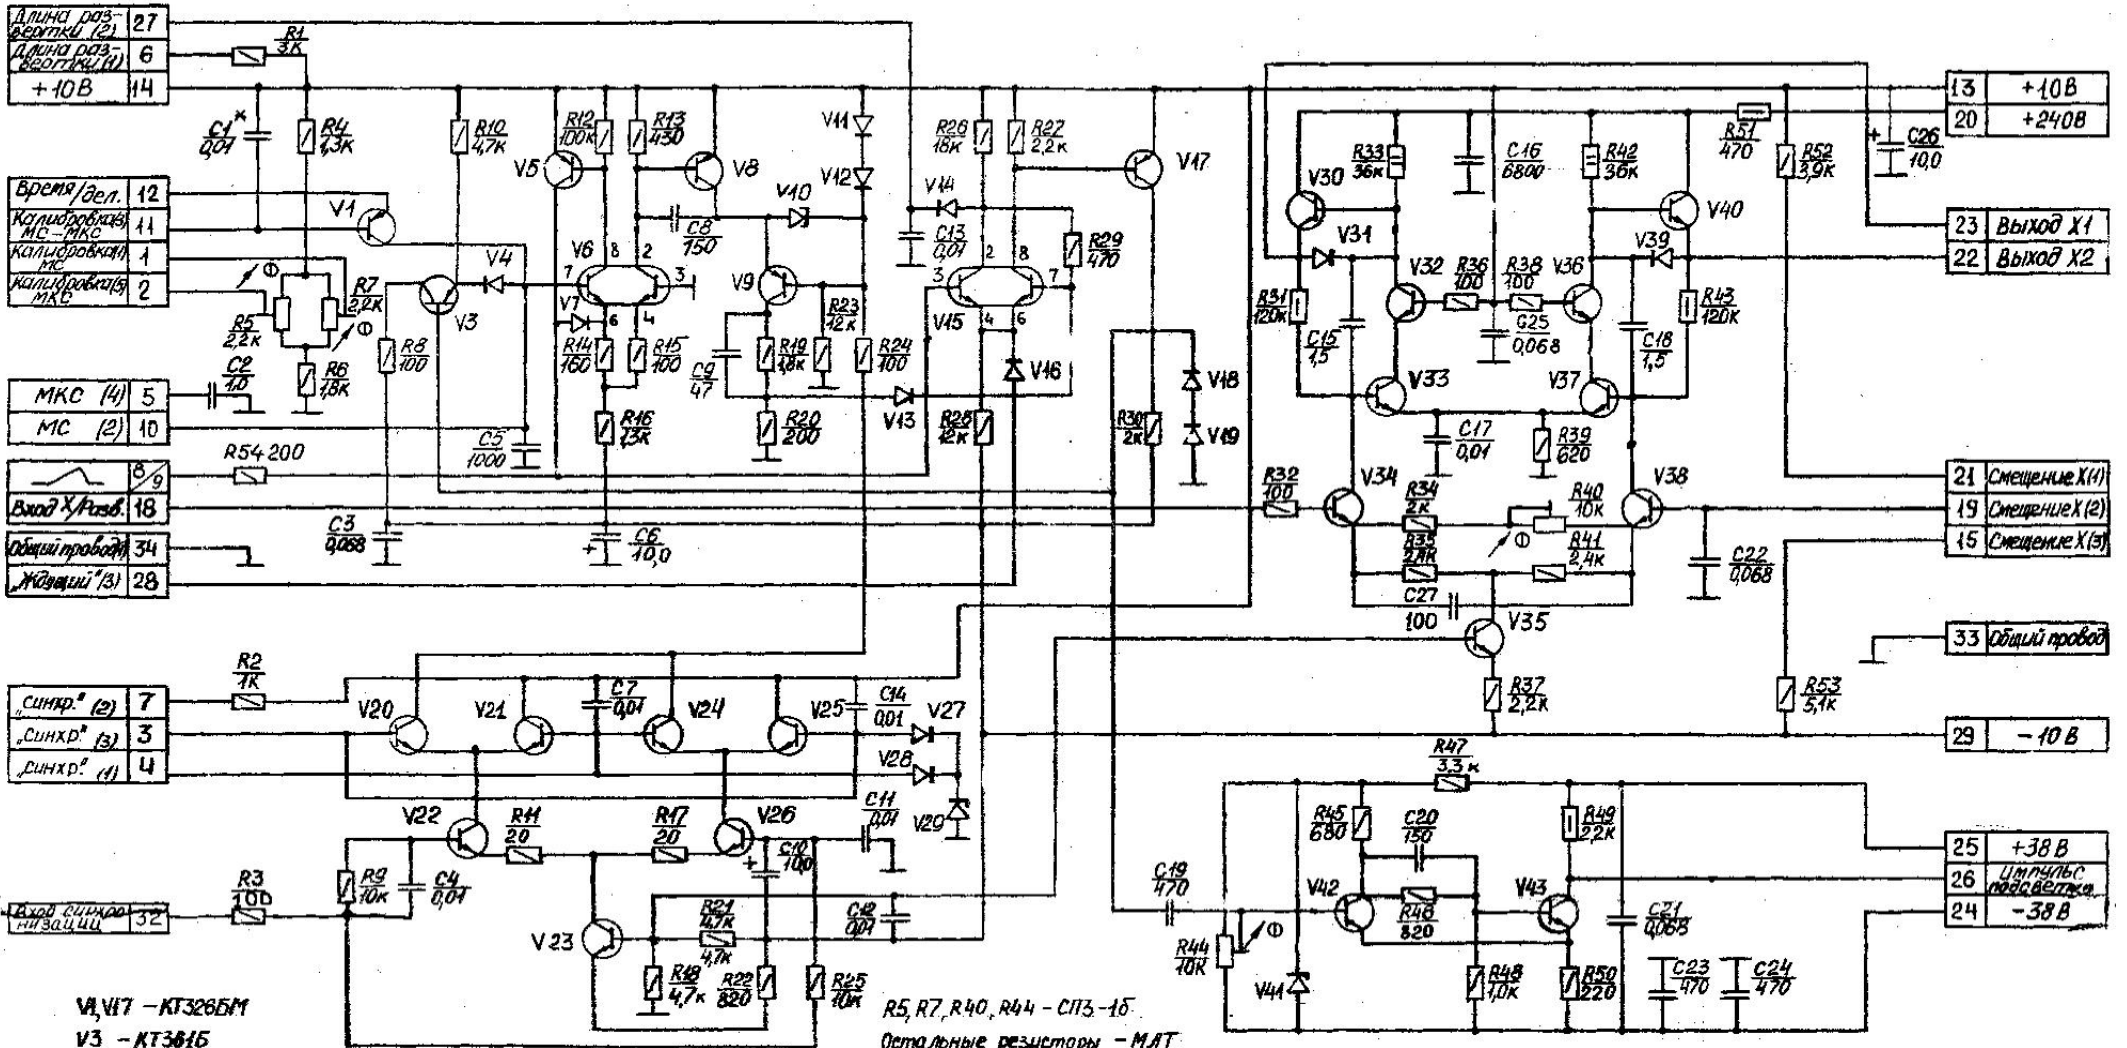 Длина раз-
вертки (2) 27
Длина раз-
вертки (1) 6
+10В 14
R1
3К
C1*
0,01
R4
1,3К
R10
4,7К
V5
R12
100К
R13
430
V8
V11
V12
V10
R26
18К
R27
2,2К
V17
V14
C13
0,01
R29
470
Время/дел. 12
Калибровка(3)
МС-МКС 11
Калибровка(1)
МС 1
Калибровка(5)
МКС 2
V1
V4
V3
R7
2,2К
R5
2,2К
R6
1,8К
R8
100
C2
1,0
МКС (4) 5
МС (2) 10
V6
8
2
7
3
V7
6
4
C8
150
R14
160
R15
100
R16
1,3К
V9
R23
12К
R19
1,8К
R24
100
C9
47
R20
200
V13
C5
1000
2
8
3
7
V15
4
6
V16
R28
12К
R30
2К
V18
V19
R54 200
8/9
Вход X/Разв. 18
Общий провод(1) 34
„Ждущий"(3) 28
C3
0,068
C6
+ 10,0
V30
R33
36К
C16
6800
R42
36К
V40
R51
470
R52
3,9К
C26
+ 10,0
V31
V32
R36
100
R38
100
V36
V39
R31
120К
C15
1,5
G25
0,068
C18
1,5
R43
120К
V33
V37
C17
0,01
R39
620
R32
100
V34
R34
2К
R40
10К
V38
R35
2,4К
R41
2,4К
C27
100
V35
C22
0,068
R37
2,2К
R53
5,1К
13 +10В
20 +240В
23 Выход X1
22 Выход X2
21 Смещение X(1)
19 Смещение X(2)
15 Смещение X(3)
33 Общий провод
29 -10 В
R2
1К
„Синхр." (2) 7
„Синхр." (3) 3
„Синхр." (1) 4
V20
V21
C7
0,01
V24
V25
C14
0,01
V27
V28
V29
V22
R11
20
R17
20
V26
C11
0,01
C10
+ 10,0
R9
10К
C4
0,01
R3
100
Вход синхро
низации 32
V23
R21
4,7К
4,7К
C12
0,01
R18
4,7К
R22
820
R25
10К
R47
3,3 К
R45
680
C20
150
R49
2,2К
V42
R46
820
V43
C19
470
R44
10К
V41
R48
1,0К
R50
220
C21
0,068
C23
470
C24
470
25 +38 В
26 Импульс
подсветки
24 -38 В
V1, V17 - КТ326БМ
V3 - КТ361Б
R5, R7, R40, R44 - СП3-1б
Остальные резисторы - МЛТ